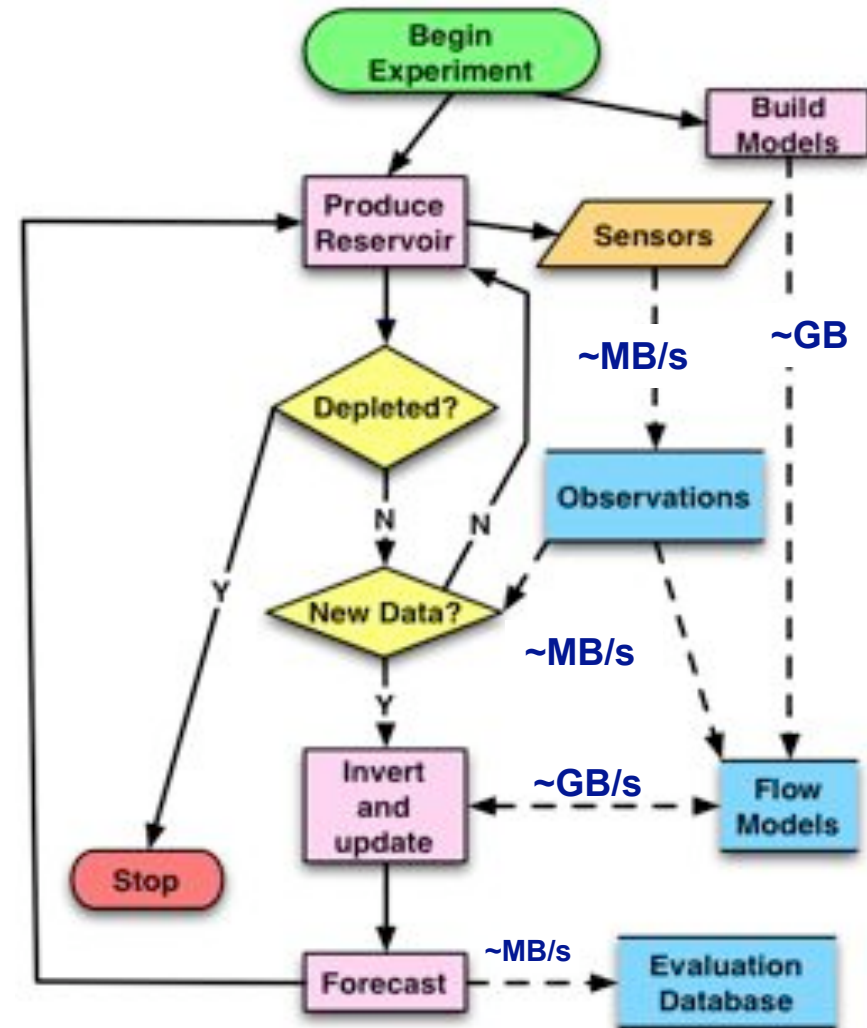 Begin
Experiment
Build
Models
Produce
Reservoir
Sensors
~MB/s
~GB
Depleted?
Observations
N
N
Y
New Data?
~MB/s
Y
Invert
and
update
~GB/s
Flow
Models
Stop
Forecast
~MB/s
Evaluation
Database